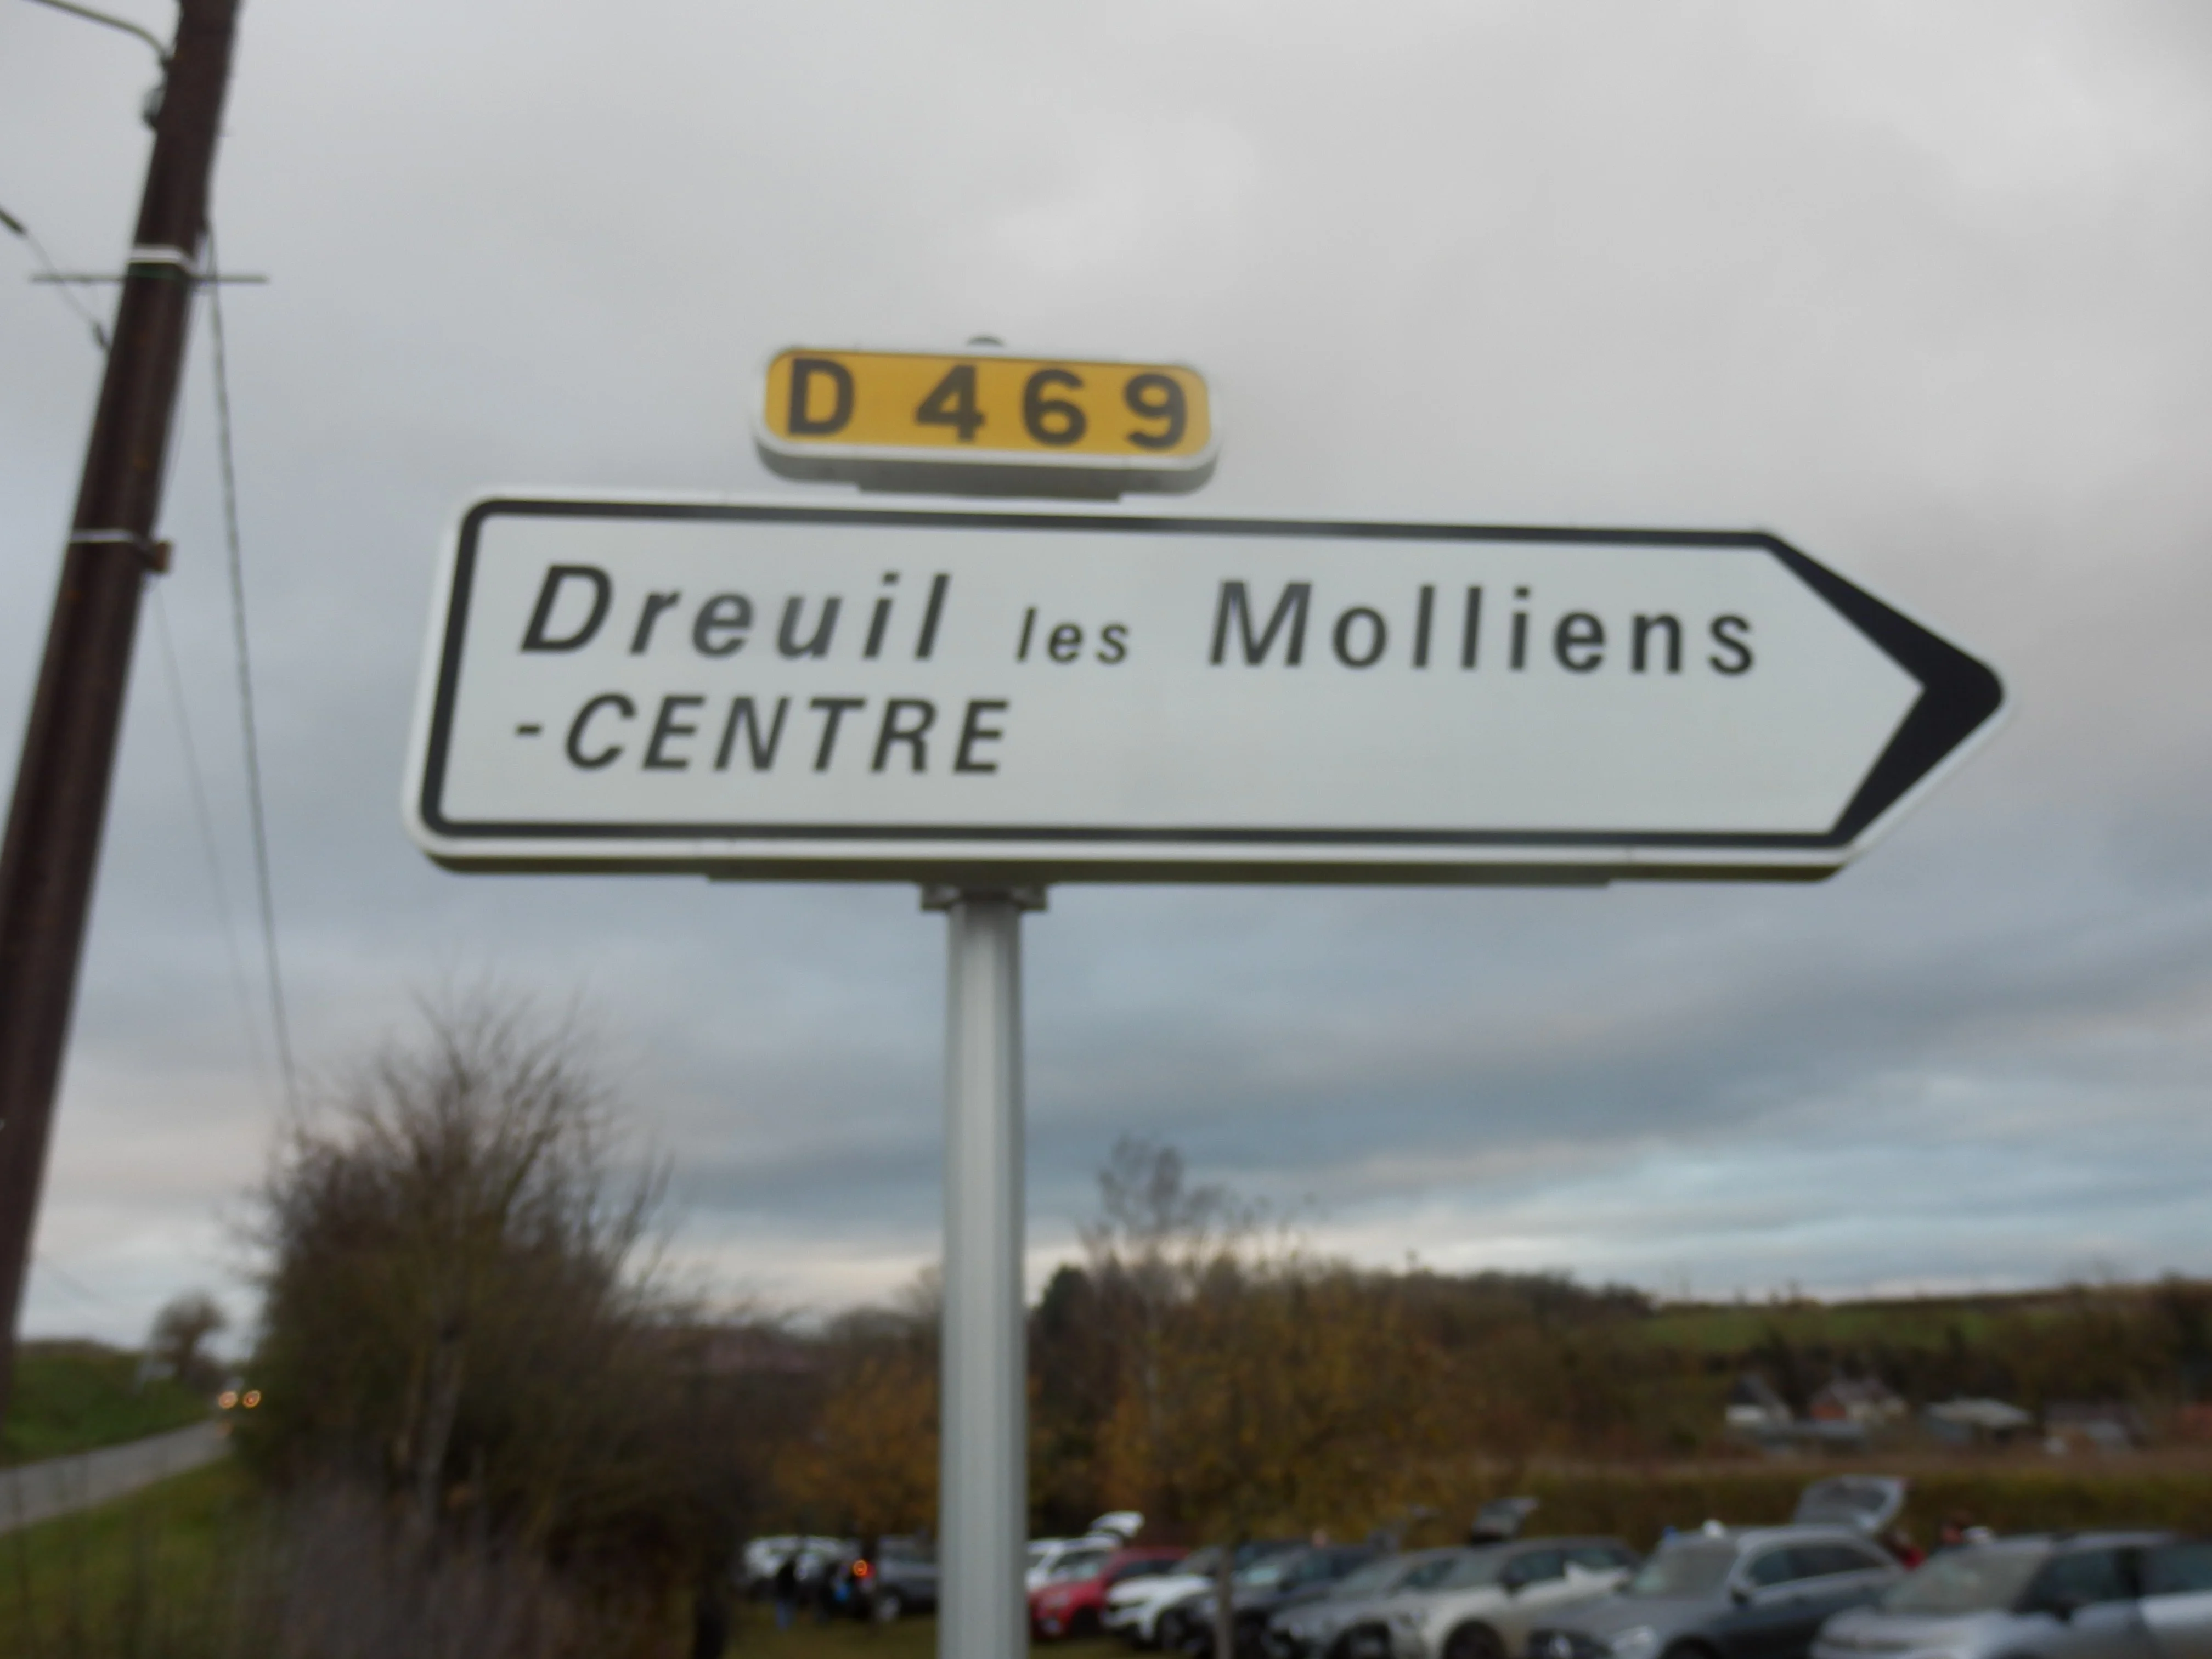 D 469
Dreuil les Molliens
-CENTRE